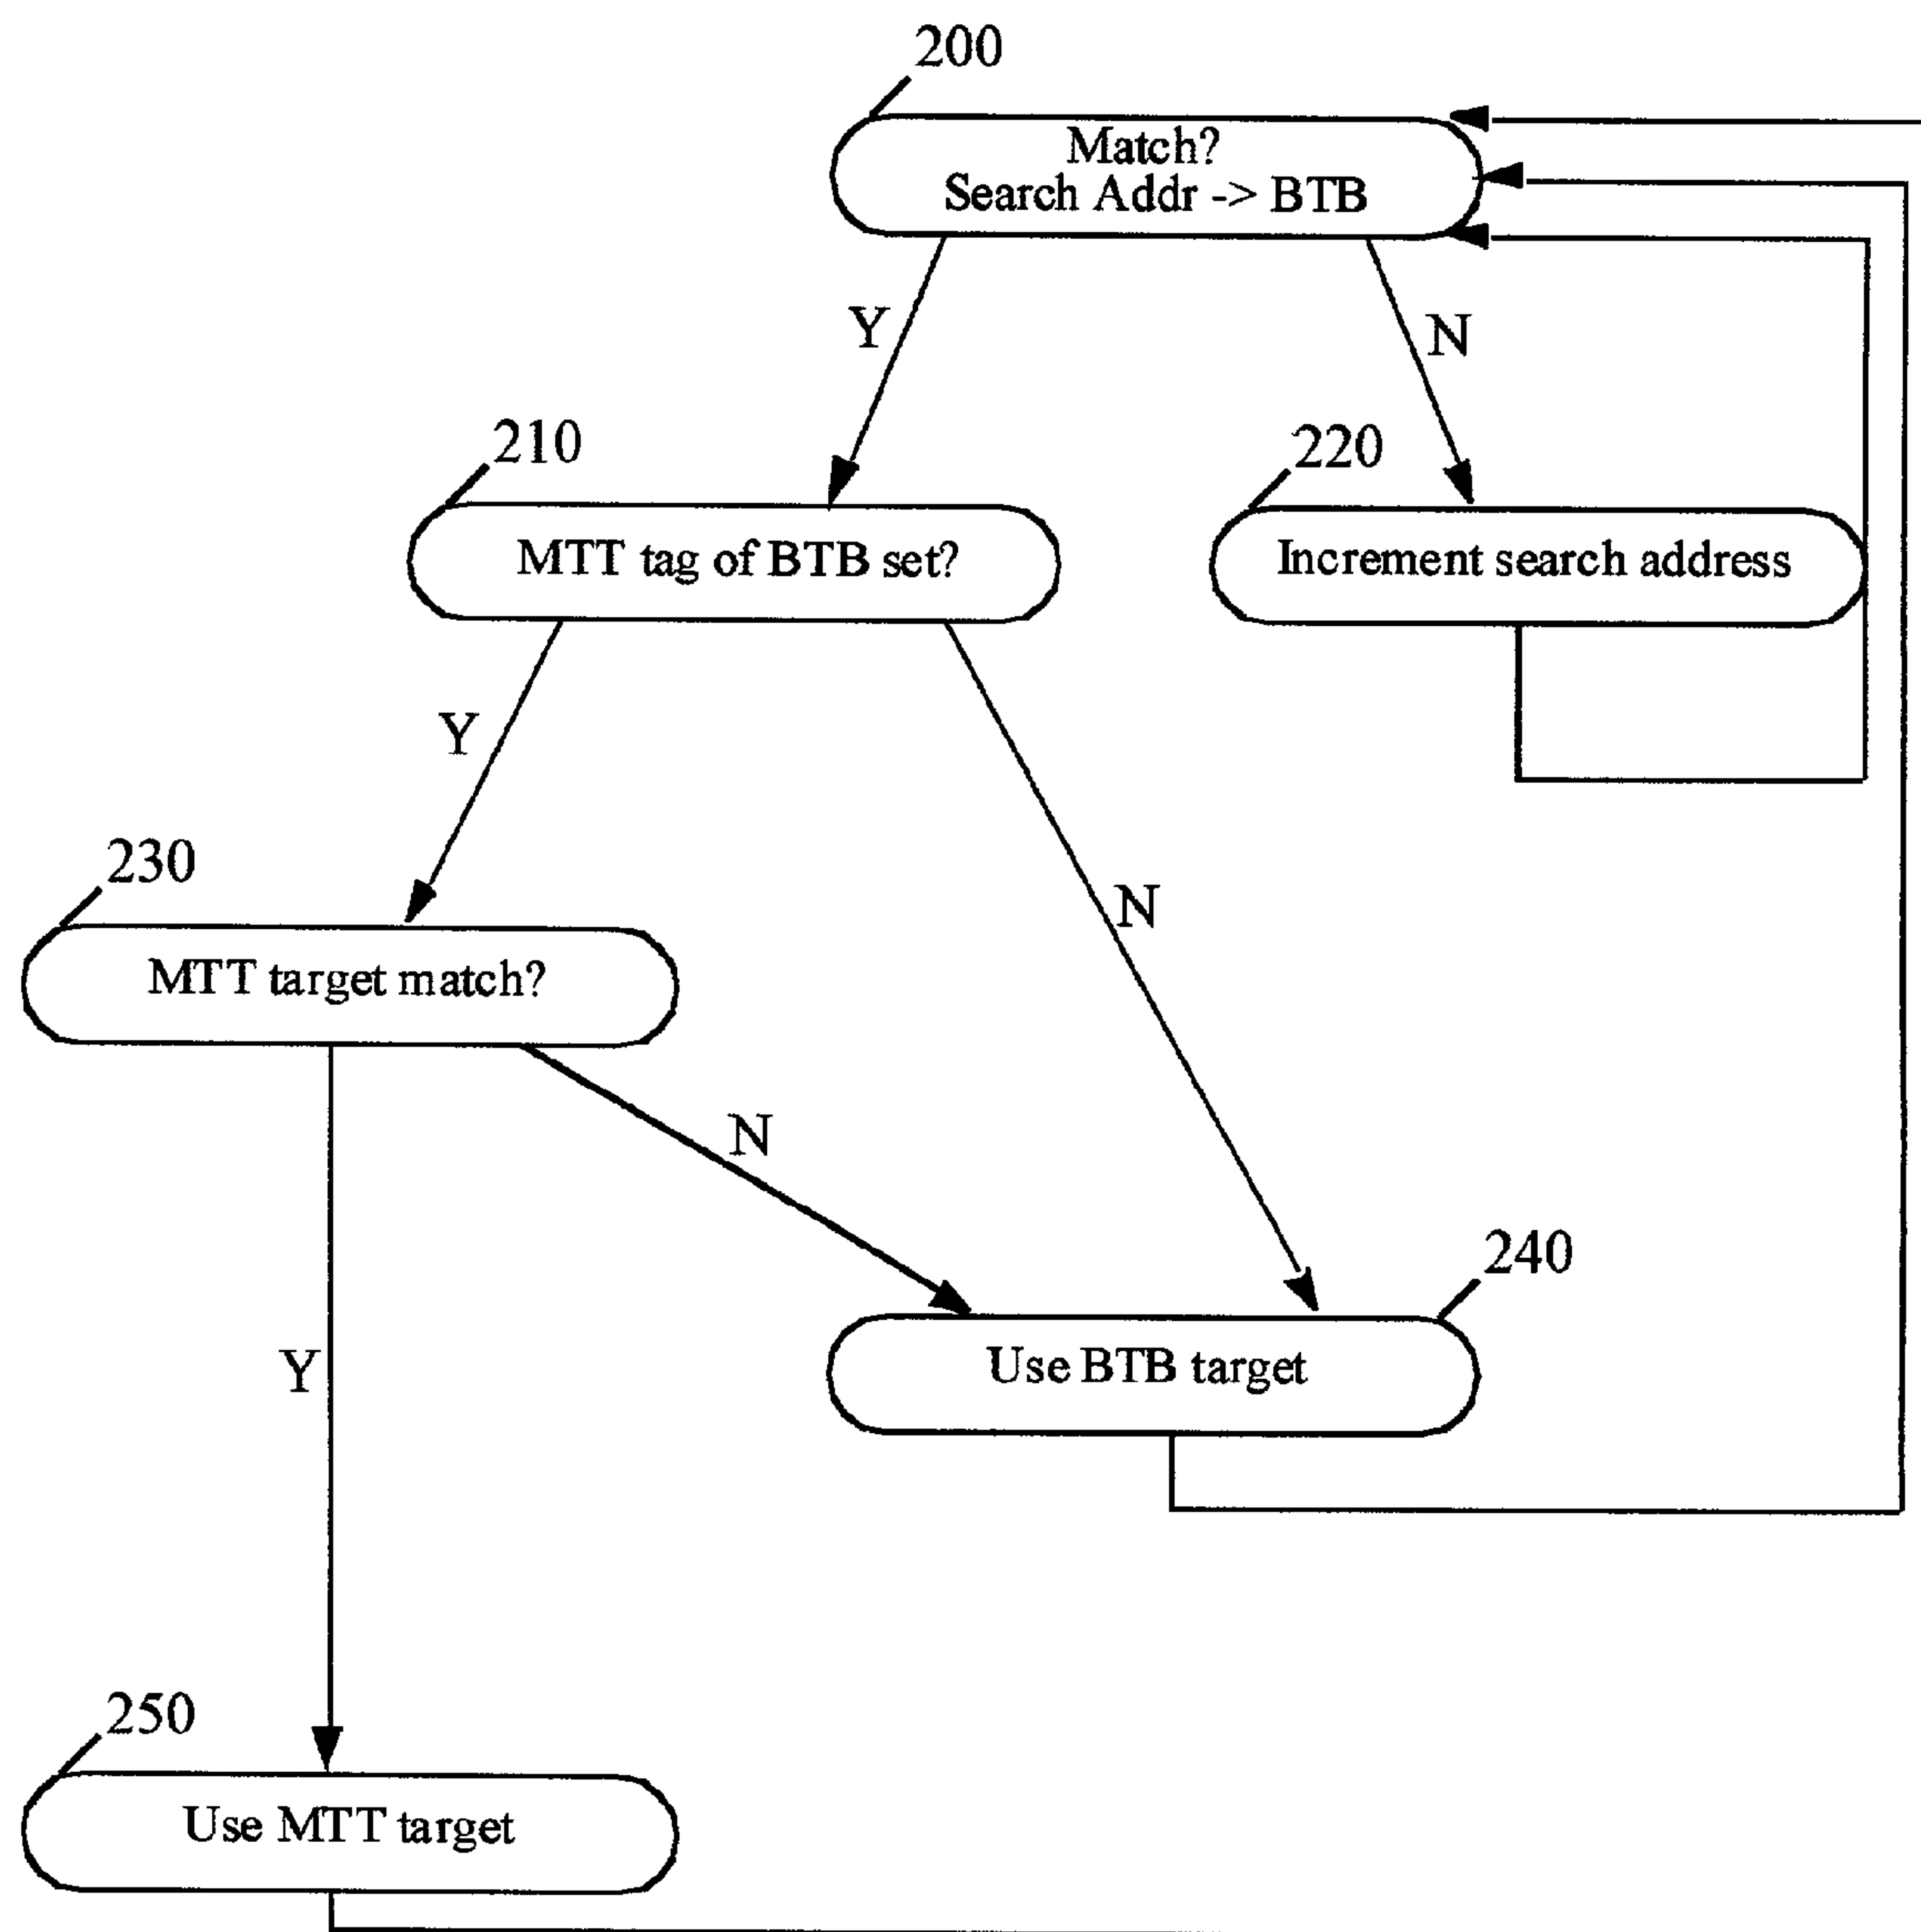 200
Match?
Search Addr -> BTB
Y
N
210
MTT tag of BTB set?
220
Increment search address
Y
N
230
MTT target match?
N
Y
240
Use BTB target
250
Use MTT target